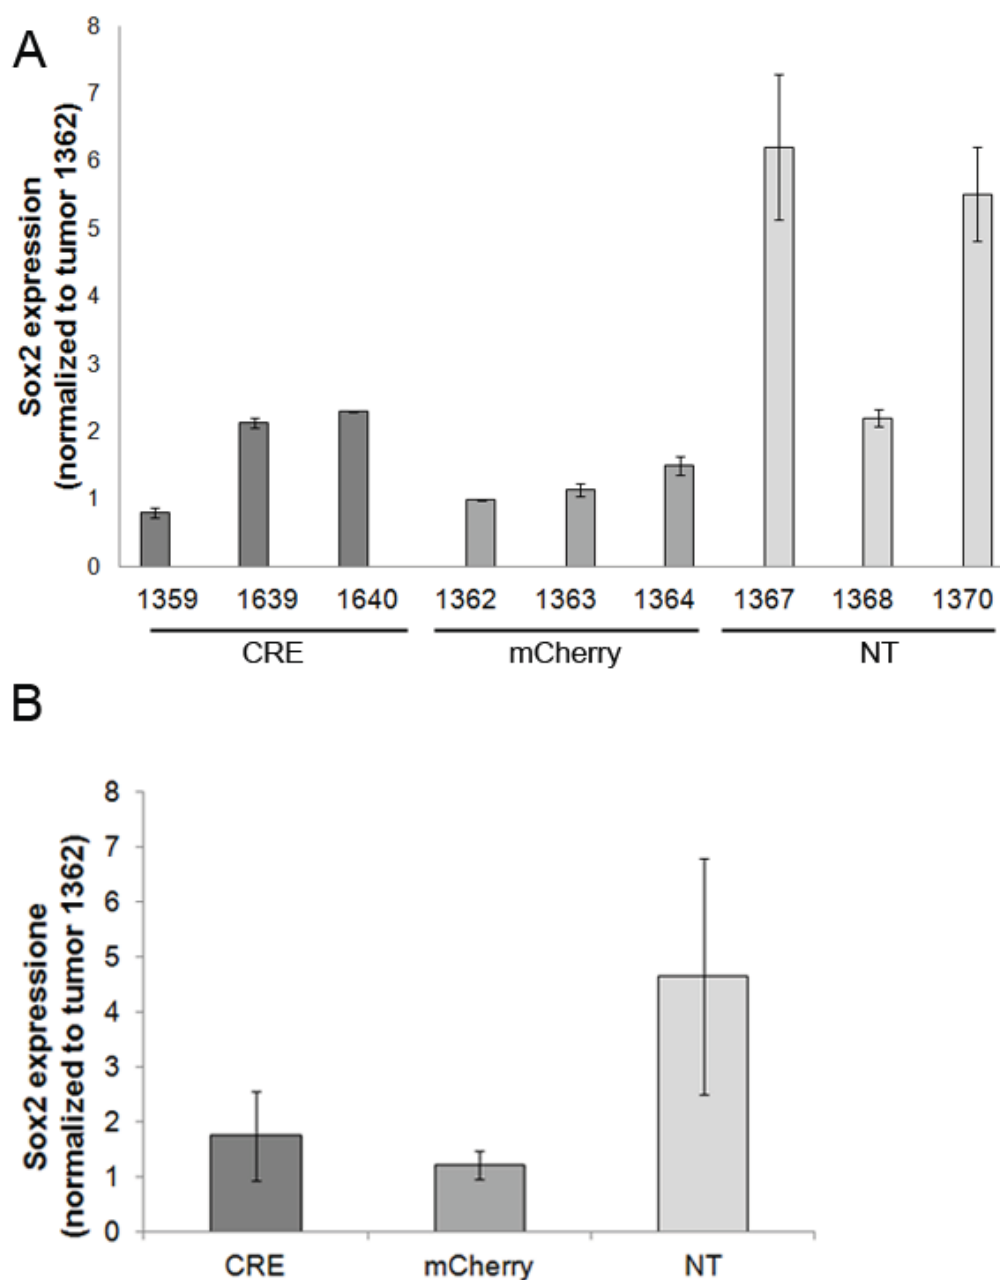 A
Sox2 expression
(normalized to tumor 1362)
8
7
6
5
4
3
2
1
0
1359 1639 1640 1362 1363 1364 1367 1368 1370
CRE mCherry NT
B
Sox2 expressione
(normalized to tumor 1362)
8
7
6
5
4
3
2
1
0
CRE mCherry NT